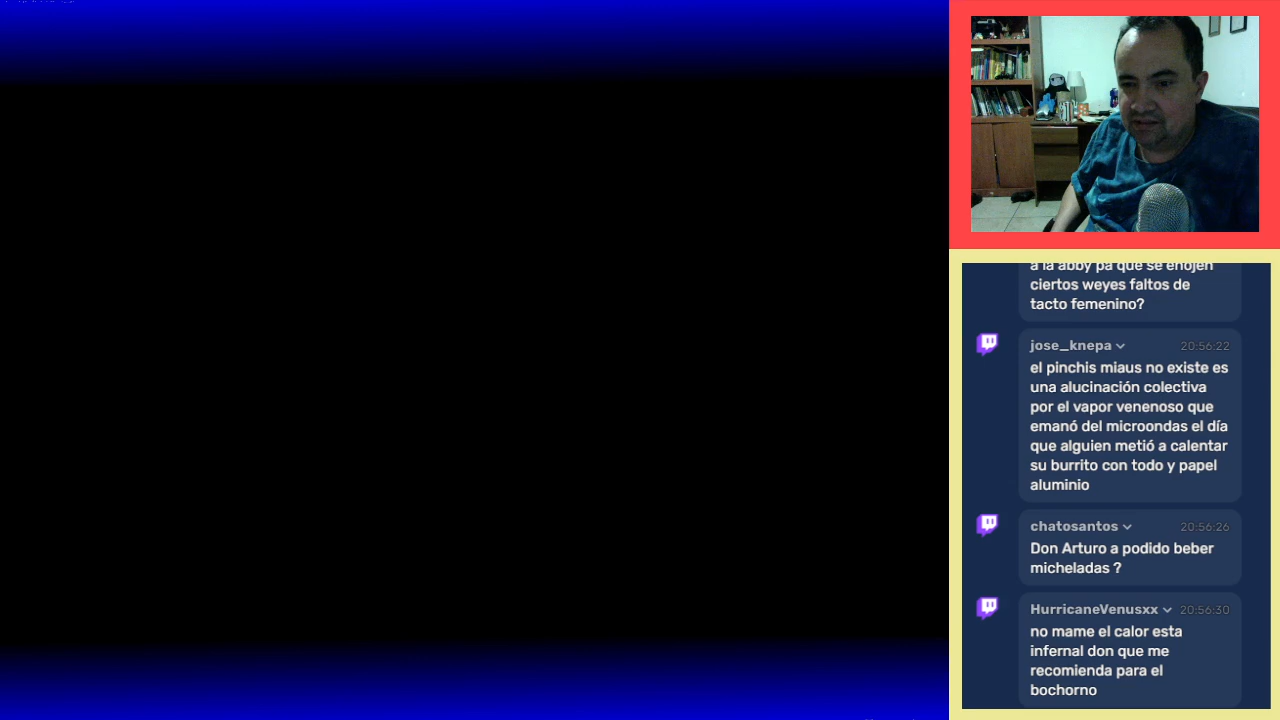 a la abby pa que se enojen
ciertos weyes faltos de
tacto femenino?
jose_knepa 20:56:22
el pinchis miaus no existe es
una alucinación colectiva
por el vapor venenoso que
emanó del microondas el día
que alguien metió a calentar
su burrito con todo y papel
aluminio
chatosantos 20:56:26
Don Arturo a podido beber
micheladas ?
HurricaneVenusxx 20:56:30
no mame el calor esta
infernal don que me
recomienda para el
bochorno